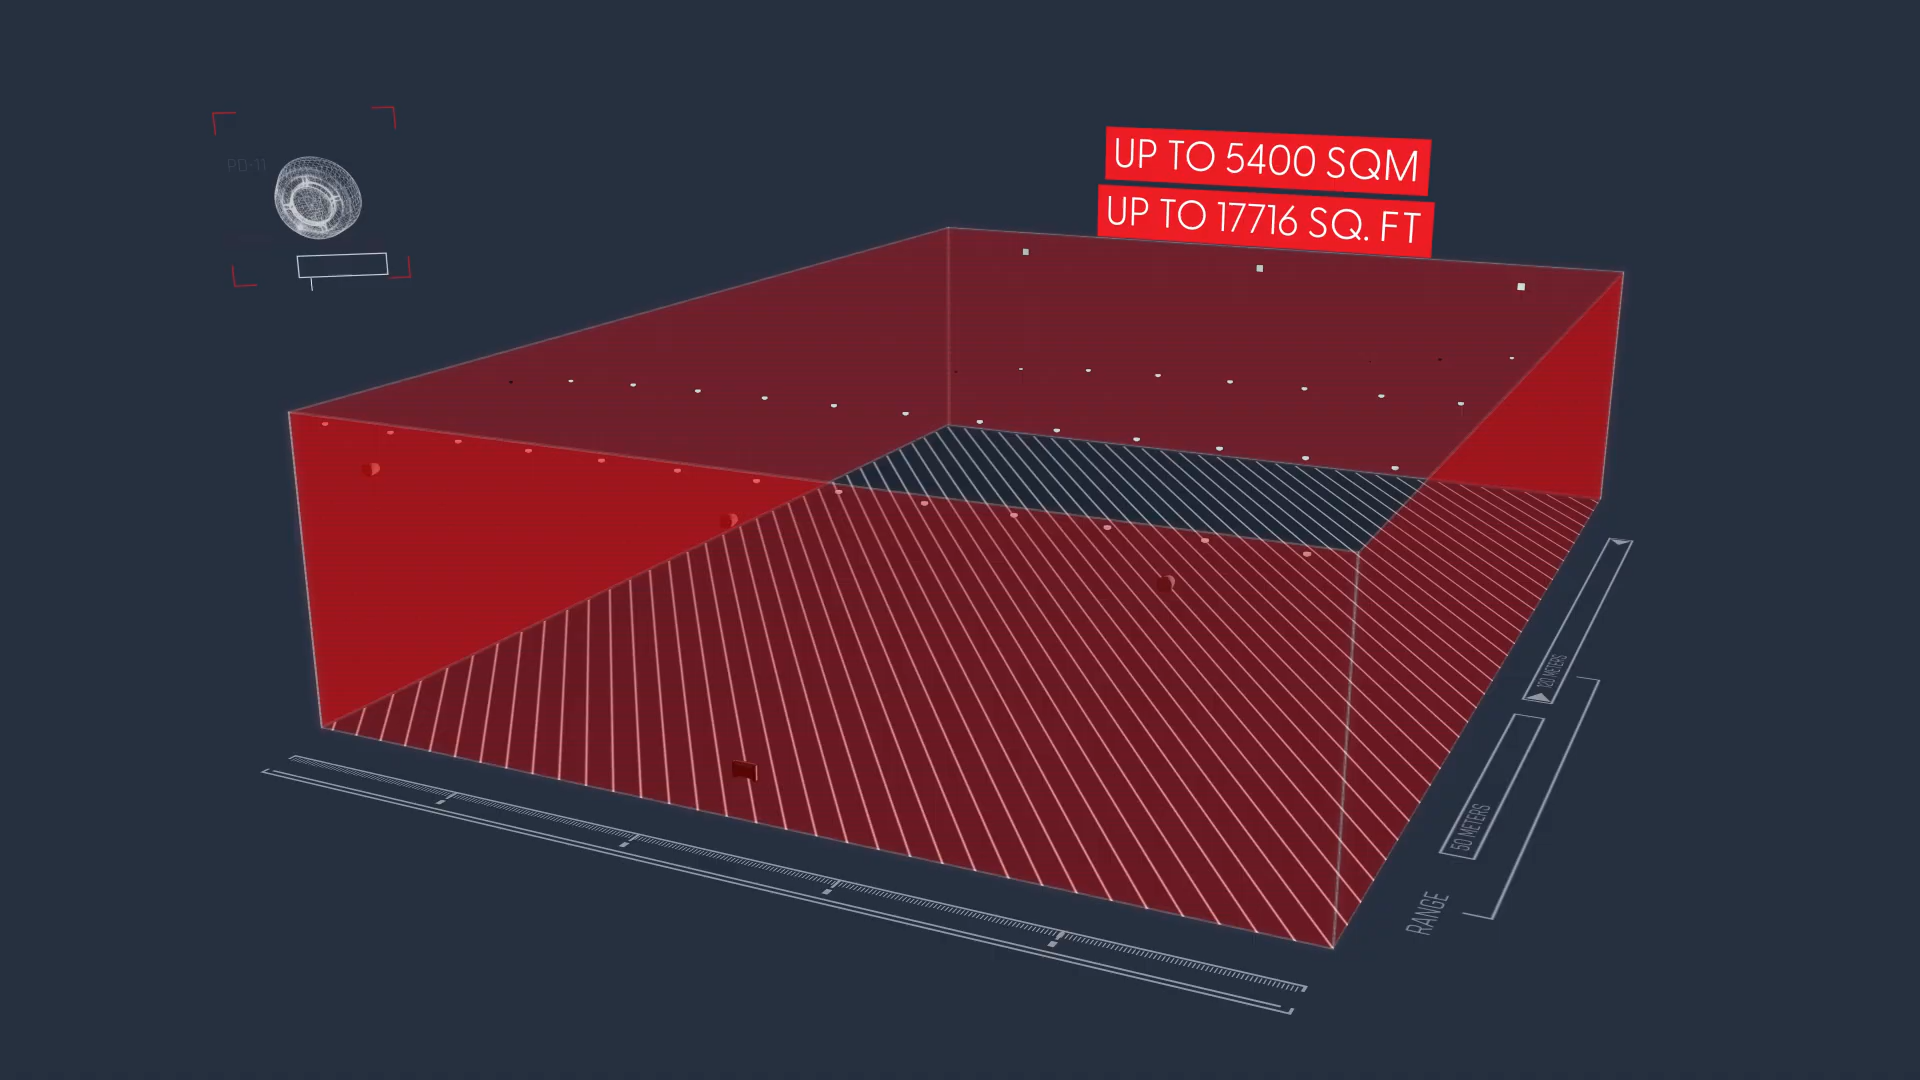 PD-11
UP TO 5400 SQM
UP TO 17716 SQ. FT
120 METERS
50 METERS
RANGE